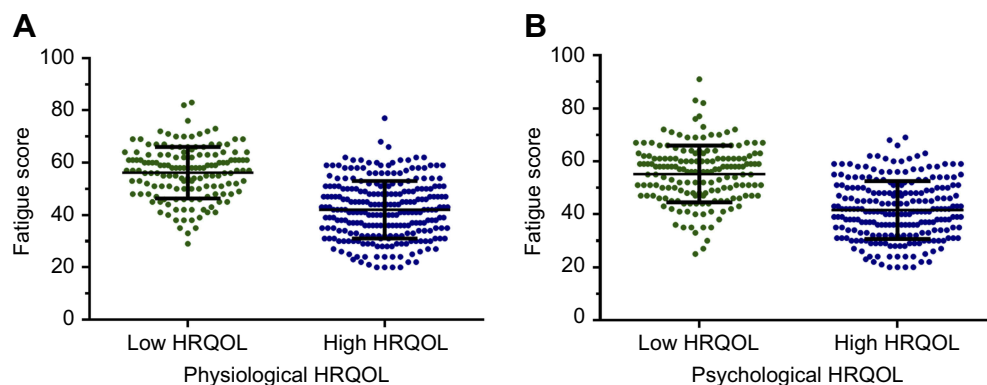 A
Fatigue score
100
80
60
40
20
0
Low HRQOL
High HRQOL
Physiological HRQOL
B
Fatigue score
100
80
60
40
20
0
Low HRQOL
High HRQOL
Psychological HRQOL